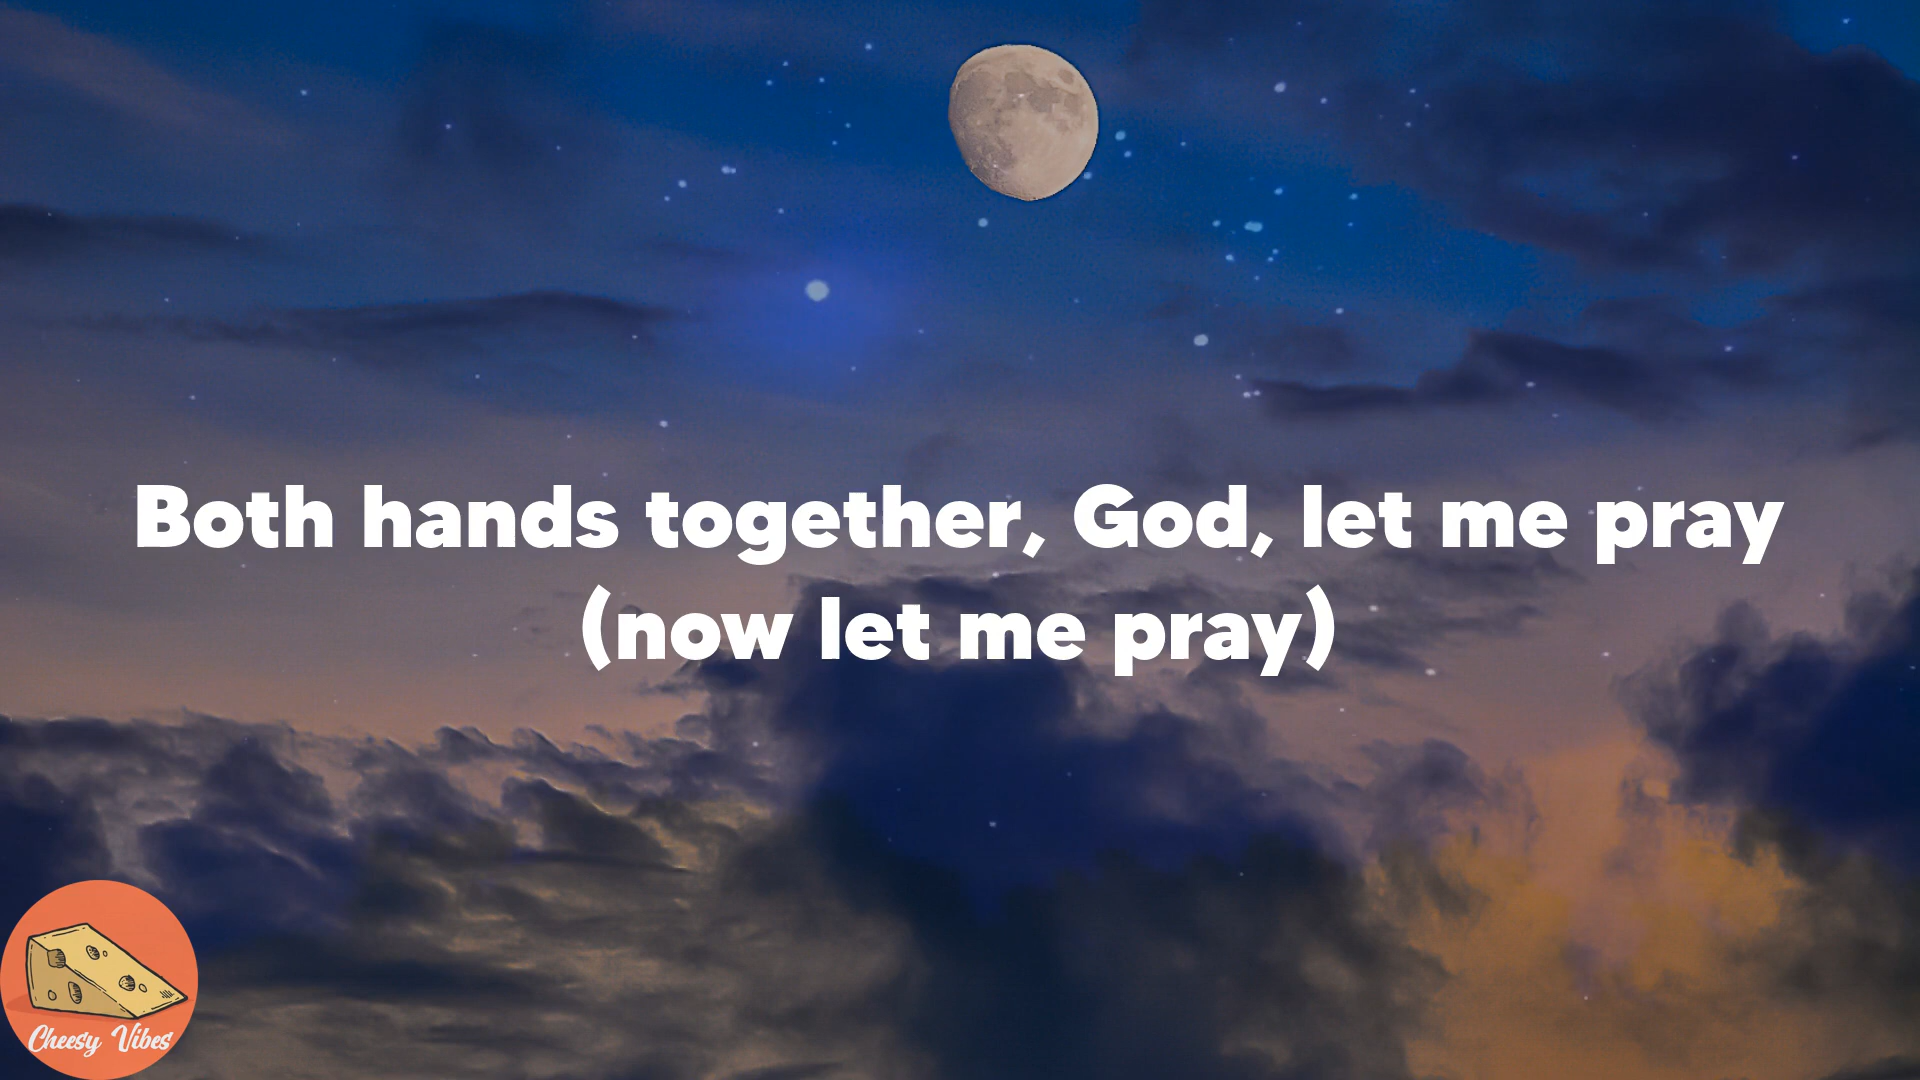 Both hands together, God, let me pray
(now let me pray)
Cheesy Vibes